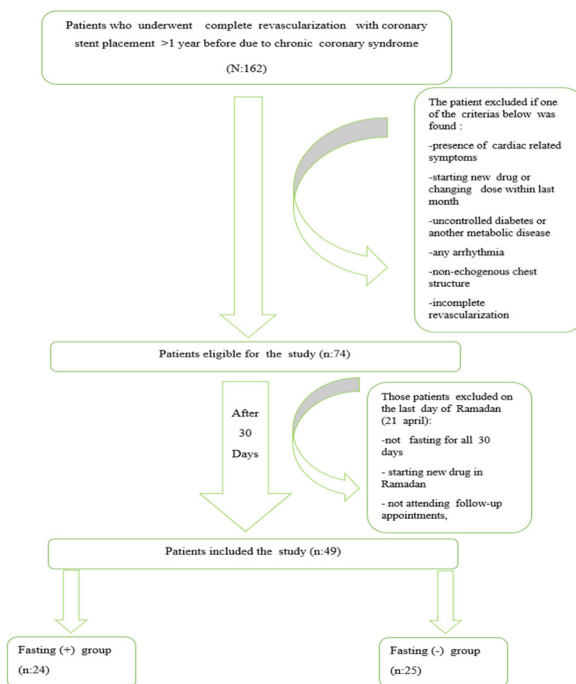 Patients who underwent complete revascularization with coronary
stent placement >1 year before due to chronic coronary syndrome
(N:162)
The patient excluded if one
of the criterias below was
found :
-presence of cardiac related
symptoms
-starting new drug or
changing dose within last
month
-uncontrolled diabetes or
another metabolic disease
-any arrhythmia
-non-echogenous chest
structure
-incomplete
revascularization
Patients eligible for the study (n:74)
After
30
Days
Those patients excluded on
the last day of Ramadan
(21 april):
-not fasting for all 30
days
- starting new drug in
Ramadan
- not attending follow-up
appointments,
Patients included the study (n:49)
Fasting (+) group
(n:24)
Fasting (-) group
(n:25)